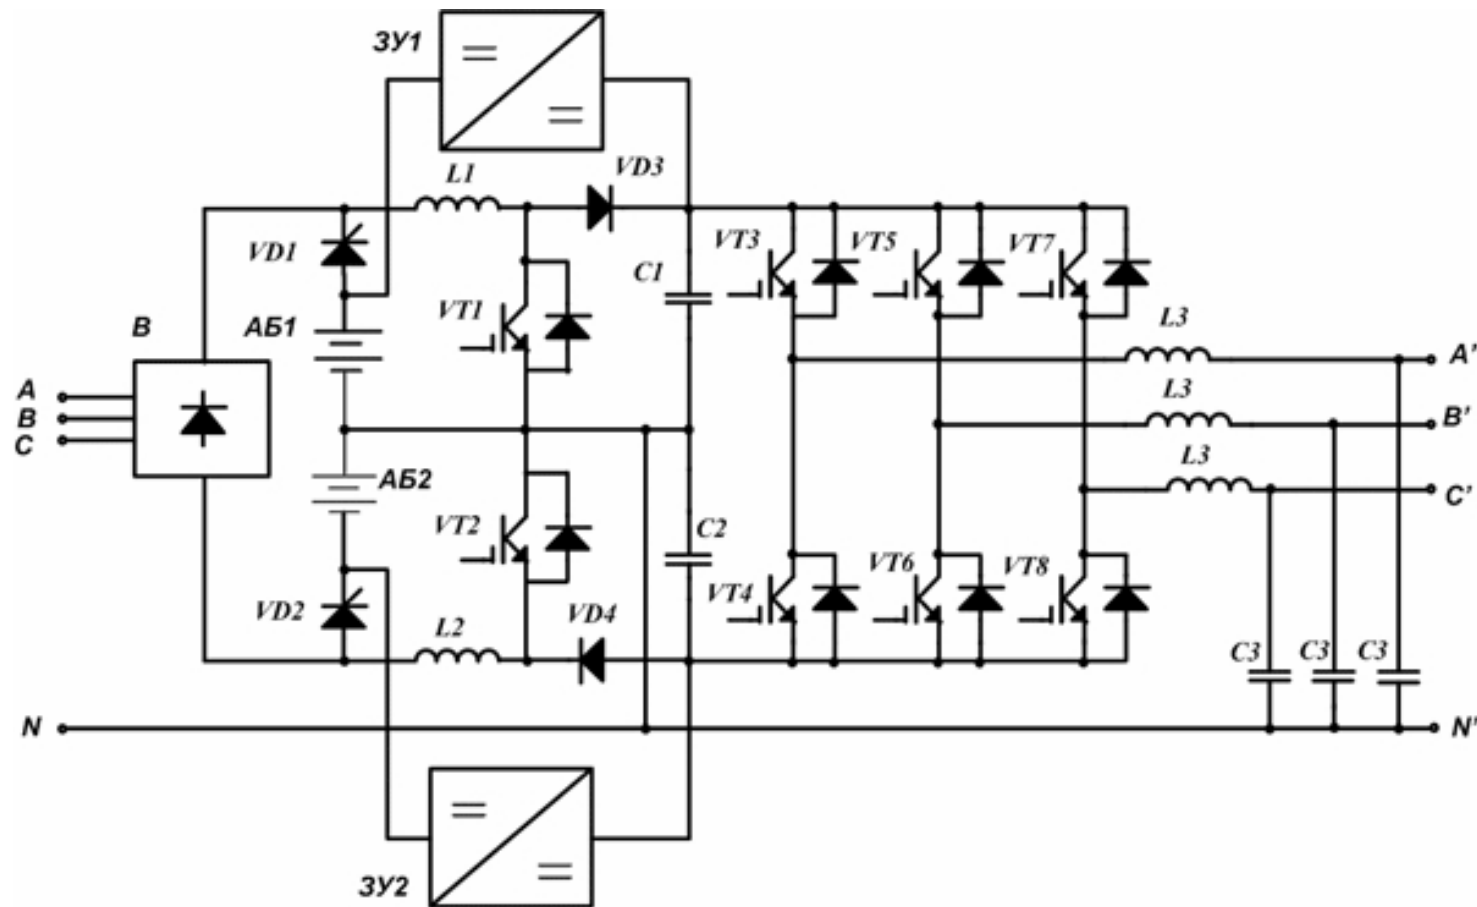 ЗУ1
L1
VD3
VD1
VT3
VT5
VT7
C1
VT1
B
АБ1
L3
A
A'
B
L3
B'
C
L3
C'
АБ2
VT2
C2
VT6
VT8
VT4
VD2
VD4
L2
C3
C3
C3
N
N'
ЗУ2